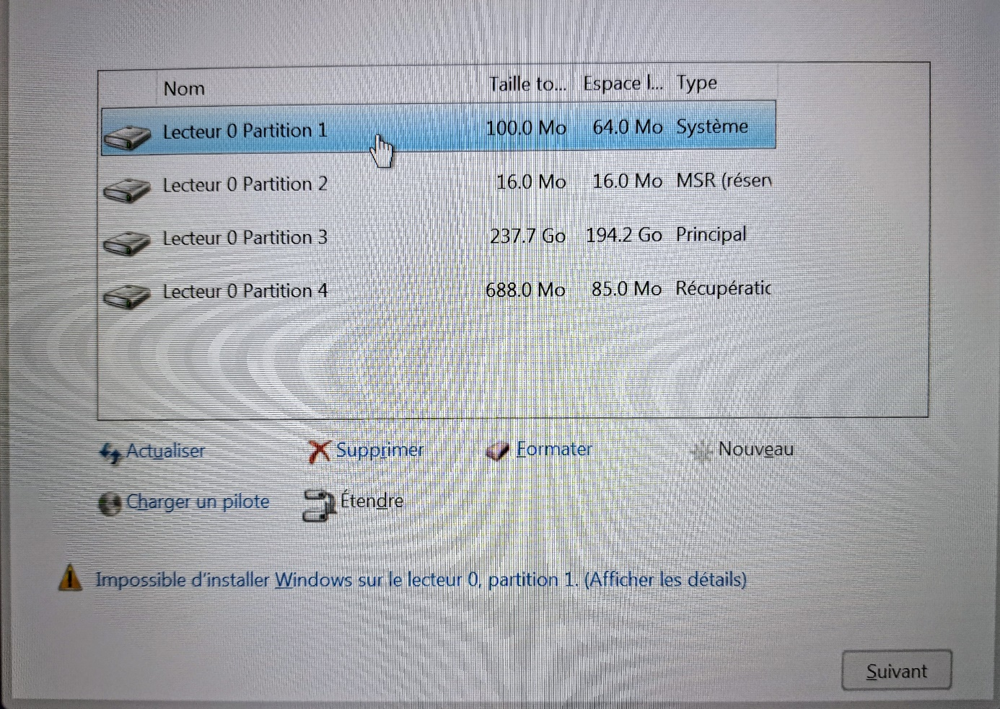 Nom Taille to... Espace l... Type
Lecteur 0 Partition 1 100.0 Mo 64.0 Mo Système
Lecteur 0 Partition 2 16.0 Mo 16.0 Mo MSR (réserv
Lecteur 0 Partition 3 237.7 Go 194.2 Go Principal
Lecteur 0 Partition 4 688.0 Mo 85.0 Mo Récupératic
Actualiser Supprimer Formater Nouveau
Charger un pilote Étendre
Impossible d'installer Windows sur le lecteur 0, partition 1. (Afficher les détails)
Suivant